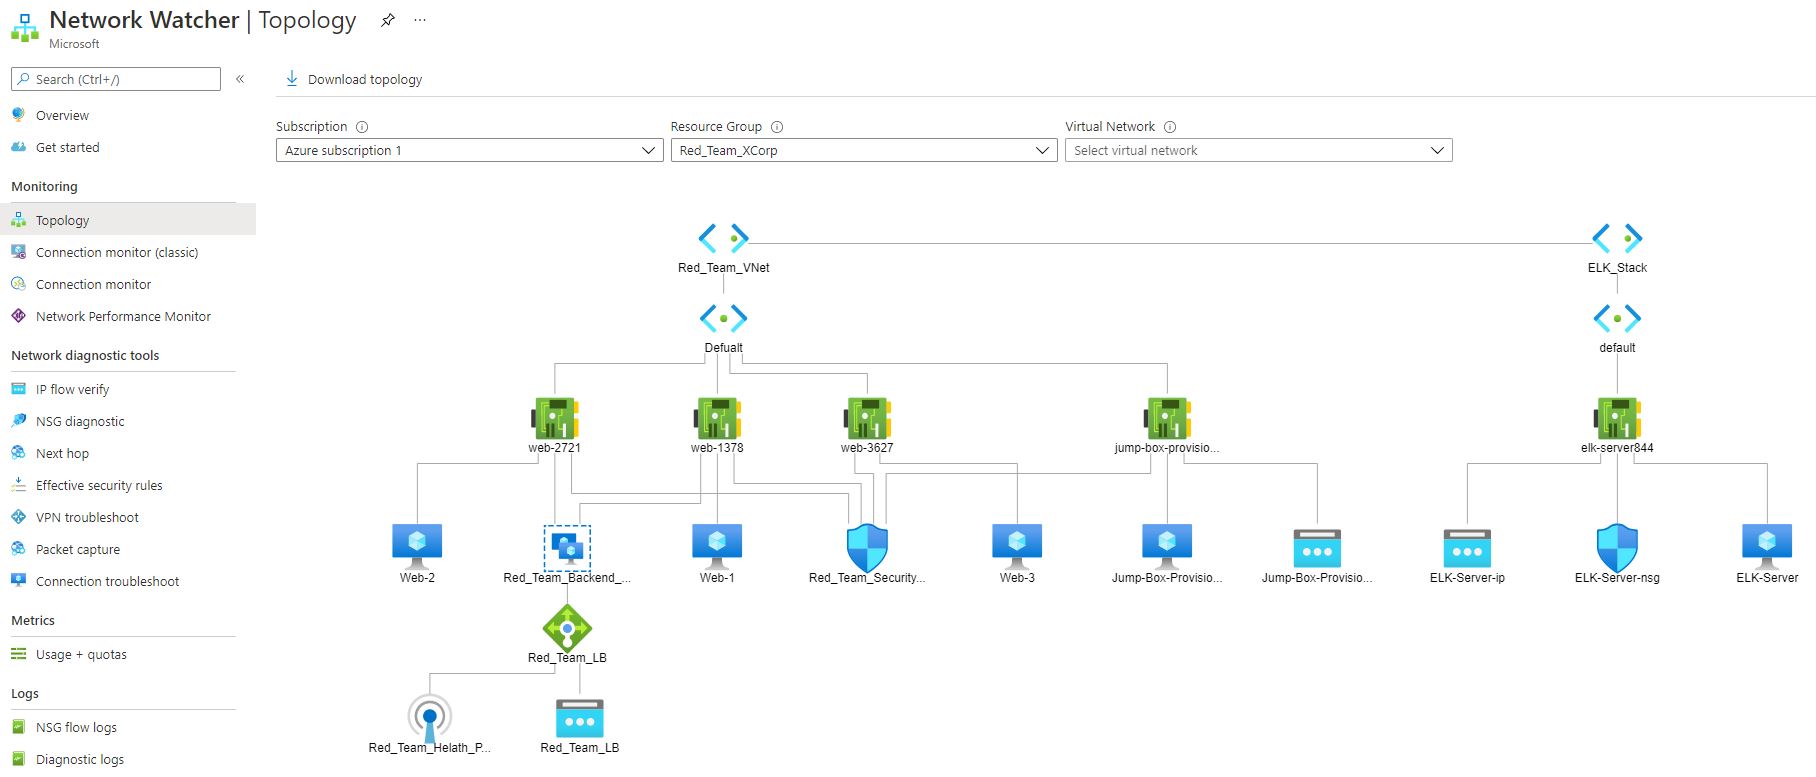 Network Watcher | Topology ...
Microsoft
Search (Ctrl+/) «
Overview
Get started
Monitoring
Topology
Connection monitor (classic)
Connection monitor
Network Performance Monitor
Network diagnostic tools
IP flow verify
NSG diagnostic
Next hop
Effective security rules
VPN troubleshoot
Packet capture
Connection troubleshoot
Metrics
Usage + quotas
Logs
NSG flow logs
Diagnostic logs
Download topology
Subscription
Resource Group
Virtual Network
Azure subscription 1
Red_Team_XCorp
Select virtual network
Red_Team_VNet
ELK_Stack
Defualt
default
web-2721
web-1378
web-3627
jump-box-provisio...
elk-server844
Web-2
Red_Team_Backend_...
Web-1
Red_Team_Security...
Web-3
Jump-Box-Provisio...
Jump-Box-Provisio...
ELK-Server-ip
ELK-Server-nsg
ELK-Server
Red_Team_LB
Red_Team_Helath_P...
Red_Team_LB